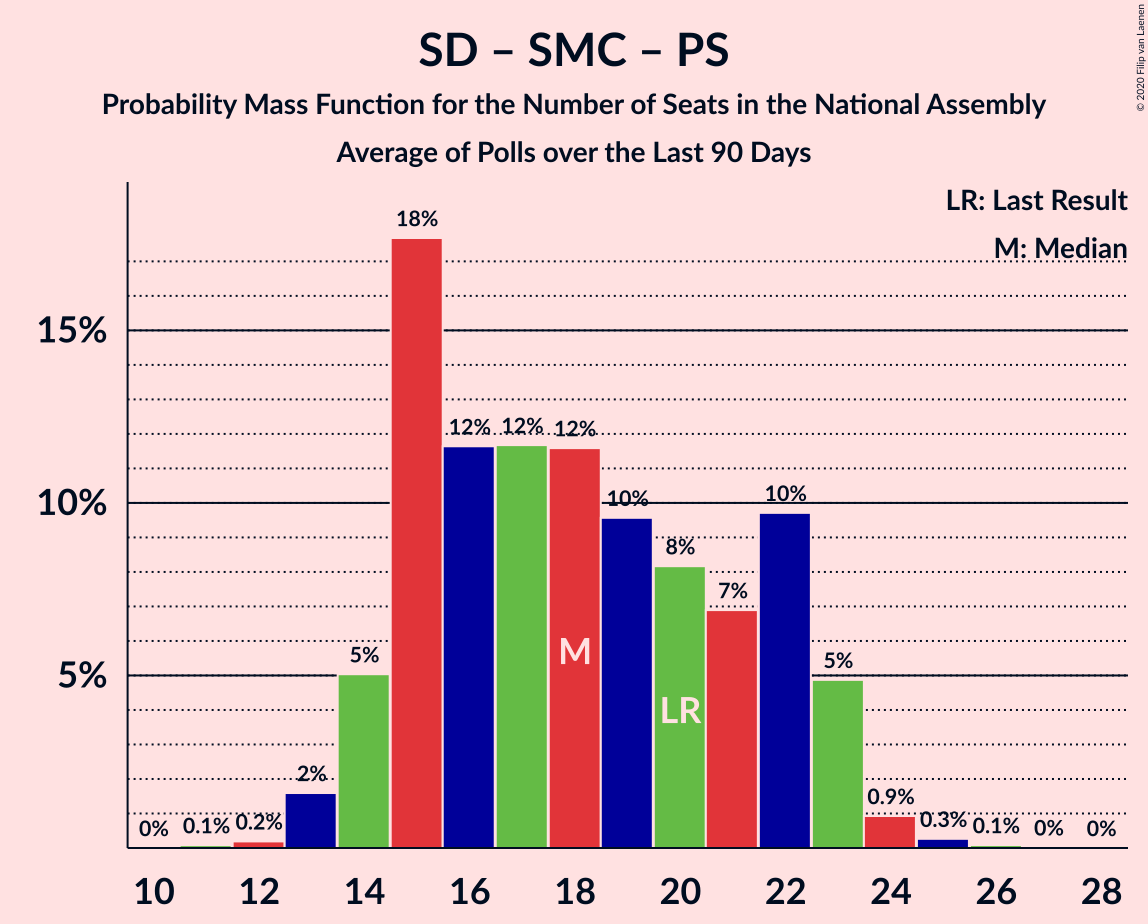 SD – SMC – PS
Probability Mass Function for the Number of Seats in the National Assembly
Average of Polls over the Last 90 Days
© 2020 Filip van Laenen
LR: Last Result
M: Median
18%
15%
12% 12% 12%
10%
10% 10%
8%
7%
M
5% 5%
5%
LR
2%
0.9%
0% 0.1% 0.2% 0.3% 0.1% 0% 0%
10 12 14 16 18 20 22 24 26 28